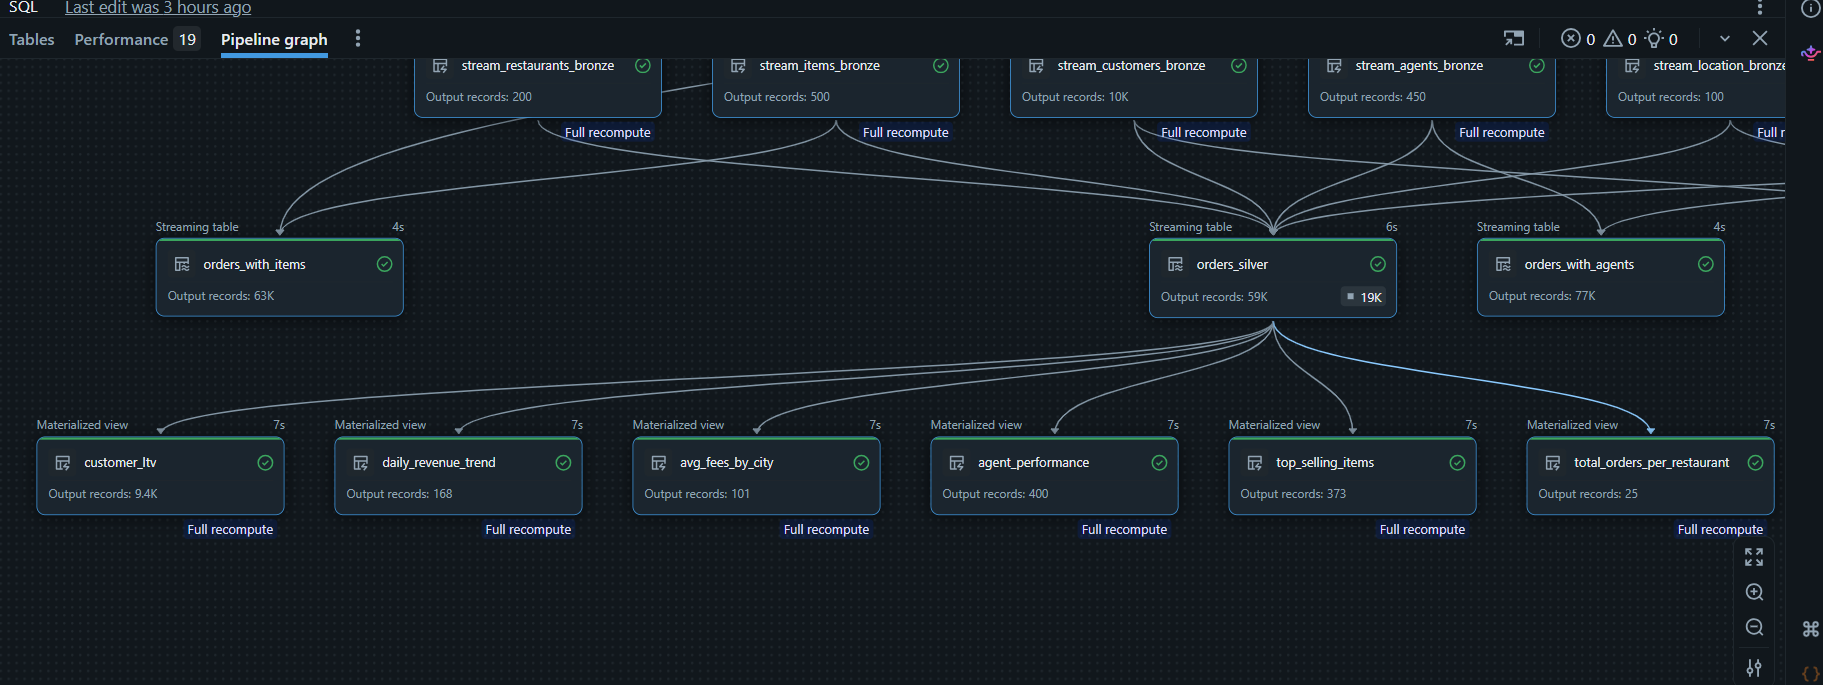 SQL Last edit was 3 hours ago
Tables Performance 19 Pipeline graph 0 0 0
stream_restaurants_bronze
Output records: 200
Full recompute
stream_items_bronze
Output records: 500
Full recompute
stream_customers_bronze
Output records: 10K
Full recompute
stream_agents_bronze
Output records: 450
Full recompute
stream_location_bronze
Output records: 100
Full r
Streaming table 4s
orders_with_items
Output records: 63K
Streaming table 6s
orders_silver
Output records: 59K 19K
Streaming table 4s
orders_with_agents
Output records: 77K
Materialized view 7s
customer_ltv
Output records: 9.4K
Full recompute
Materialized view 7s
daily_revenue_trend
Output records: 168
Full recompute
Materialized view 7s
avg_fees_by_city
Output records: 101
Full recompute
Materialized view 7s
agent_performance
Output records: 400
Full recompute
Materialized view 7s
top_selling_items
Output records: 373
Full recompute
Materialized view 7s
total_orders_per_restaurant
Output records: 25
Full recompute